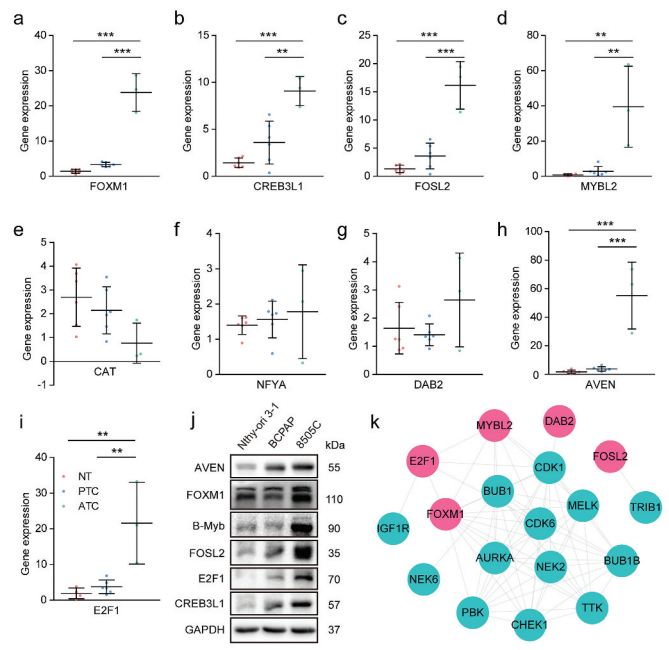 a
***
***
Gene expression
40
30
20
10
0
FOXM1
b
***
**
Gene expression
15
10
5
0
CREB3L1
c
***
***
Gene expression
25
20
15
10
5
0
FOSL2
d
**
**
Gene expression
80
60
40
20
0
MYBL2
e
Gene expression
5
4
3
2
1
0
-1
CAT
f
Gene expression
4
3
2
1
0
NFYA
g
Gene expression
5
4
3
2
1
0
DAB2
h
***
***
Gene expression
90
60
30
0
AVEN
i
**
**
NT
PTC
ATC
Gene expression
40
30
20
10
0
E2F1
j
Nthy-ori 3-1
BCPAP
8505C
kDa
AVEN 55
FOXM1 110
B-Myb 90
FOSL2 35
E2F1 70
CREB3L1 57
GAPDH 37
k
MYBL2
DAB2
E2F1
CDK1
FOSL2
BUB1
MELK
FOXM1
CDK6
TRIB1
IGF1R
AURKA
NEK2
BUB1B
NEK6
PBK
CHEK1
TTK